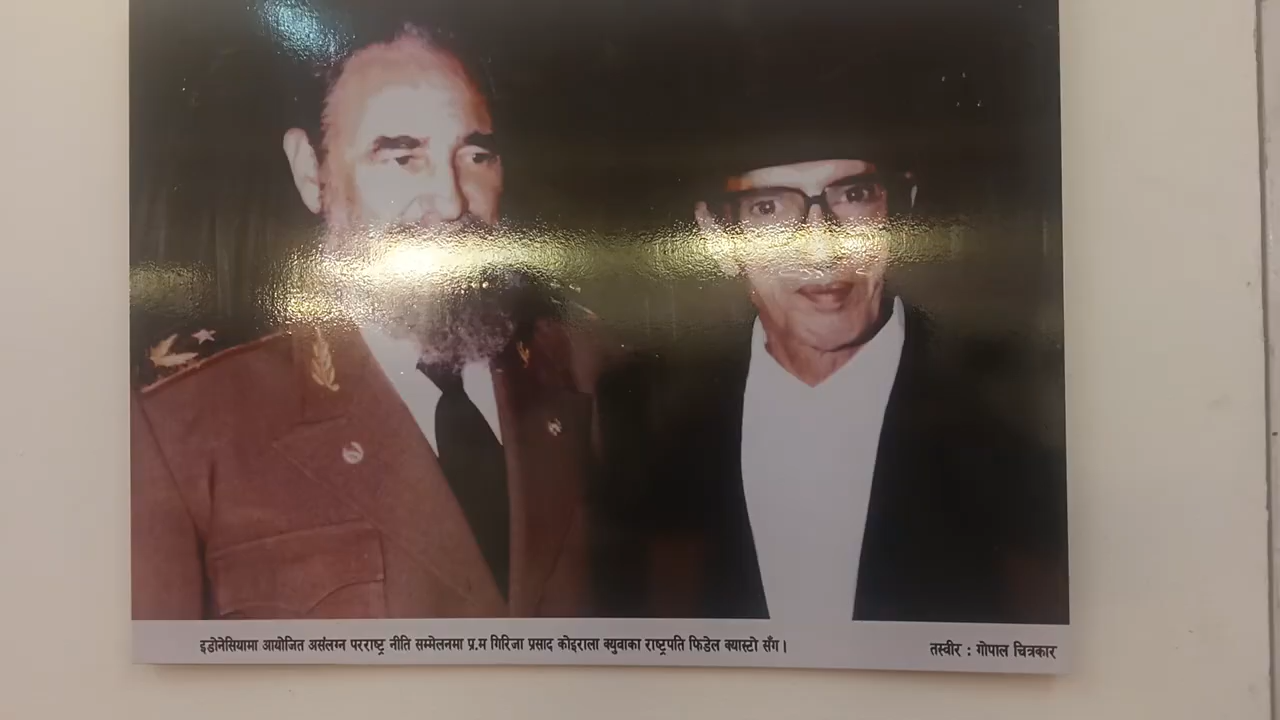 इडोनेसियामा आयोजित असंलग्न परराष्ट्र नीति सम्मेलनमा प्र.म गिरिजा प्रसाद कोइराला क्युवाका राष्ट्रपति फिडेल क्यास्टो सँग।
तस्वीर : गोपाल चित्रकार